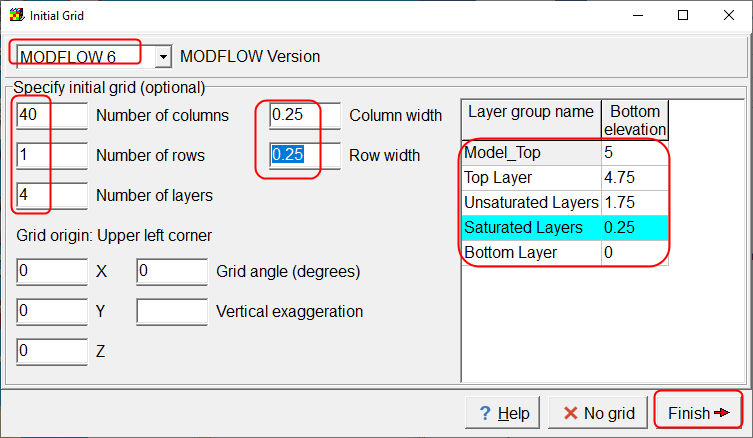 Initial Grid
MODFLOW 6 MODFLOW Version
Specify initial grid (optional)
40 Number of columns 0.25 Column width
1 Number of rows 0.25 Row width
4 Number of layers
Grid origin: Upper left corner
0 X 0 Grid angle (degrees)
0 Y Vertical exaggeration
0 Z
Layer group name Bottom elevation
Model_Top 5
Top Layer 4.75
Unsaturated Layers 1.75
Saturated Layers 0.25
Bottom Layer 0
? Help No grid Finish